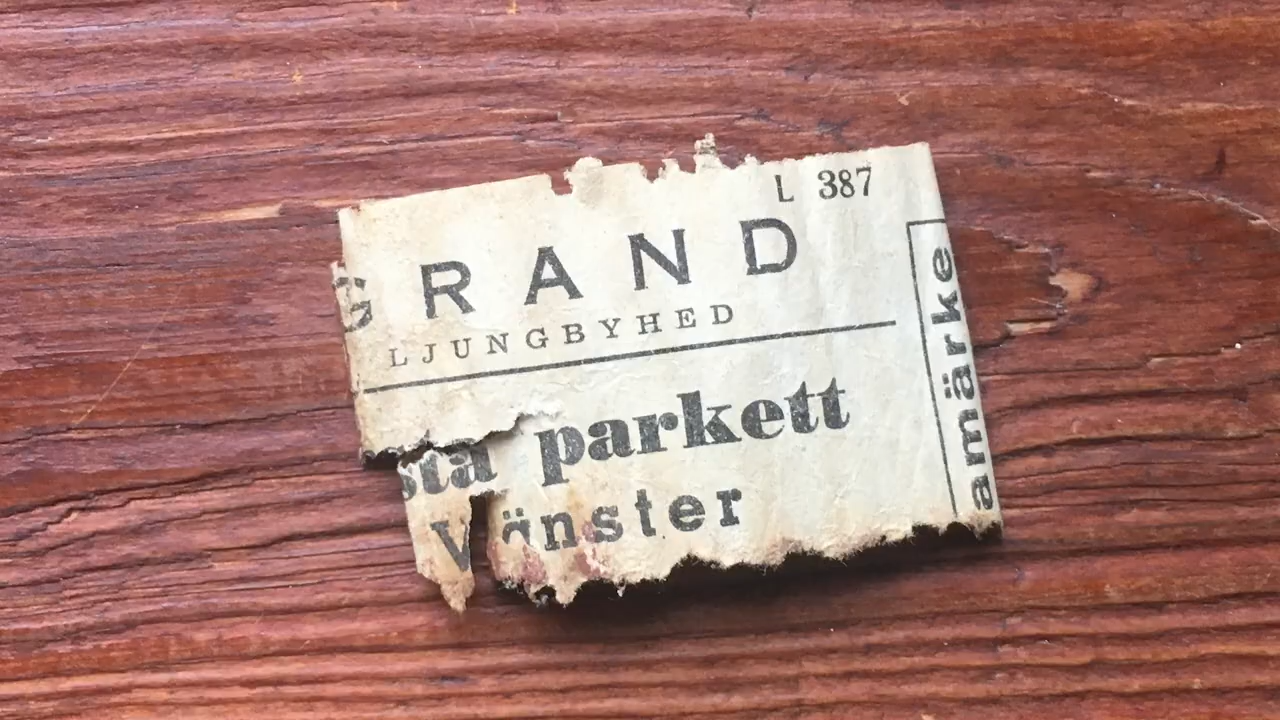 L 387
GRAND
LJUNGBYHED
sta parkett
Vänster
amärke